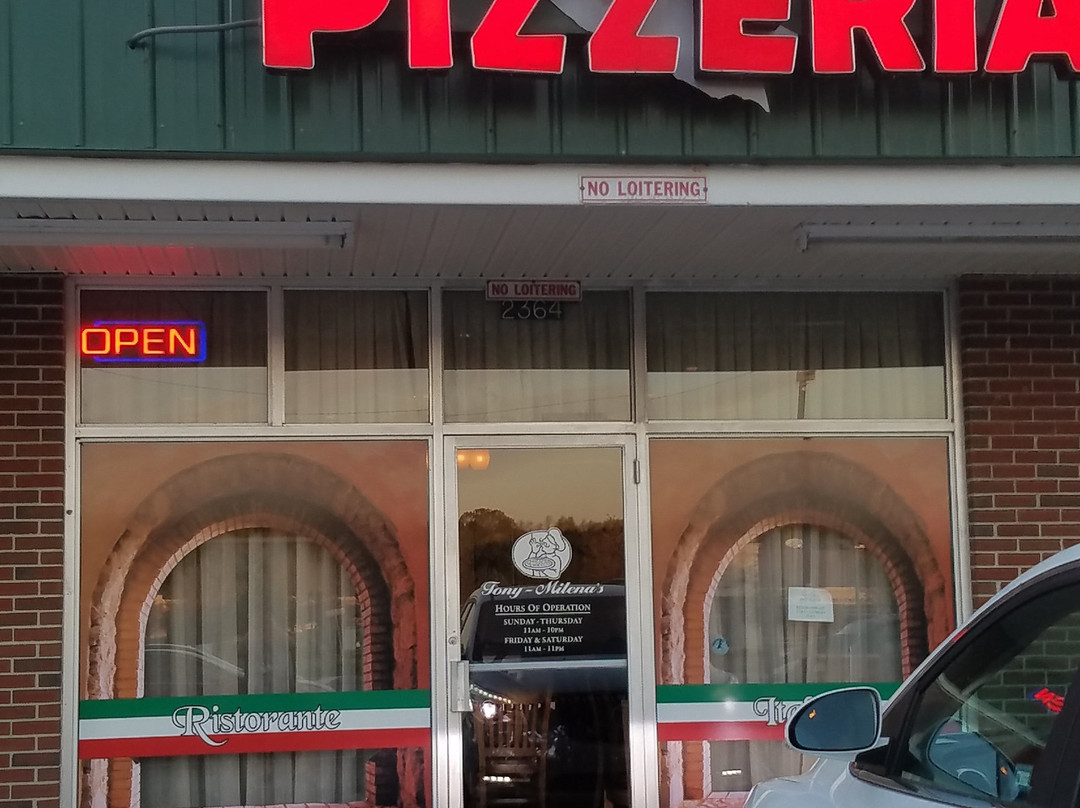 PIZZERIA
NO LOITERING
NO LOITERING
2364
OPEN
Tony - Milena's
HOURS OF OPERATION
SUNDAY - THURSDAY
11AM - 10PM
FRIDAY & SATURDAY
11AM - 11PM
Ristorante
Ita